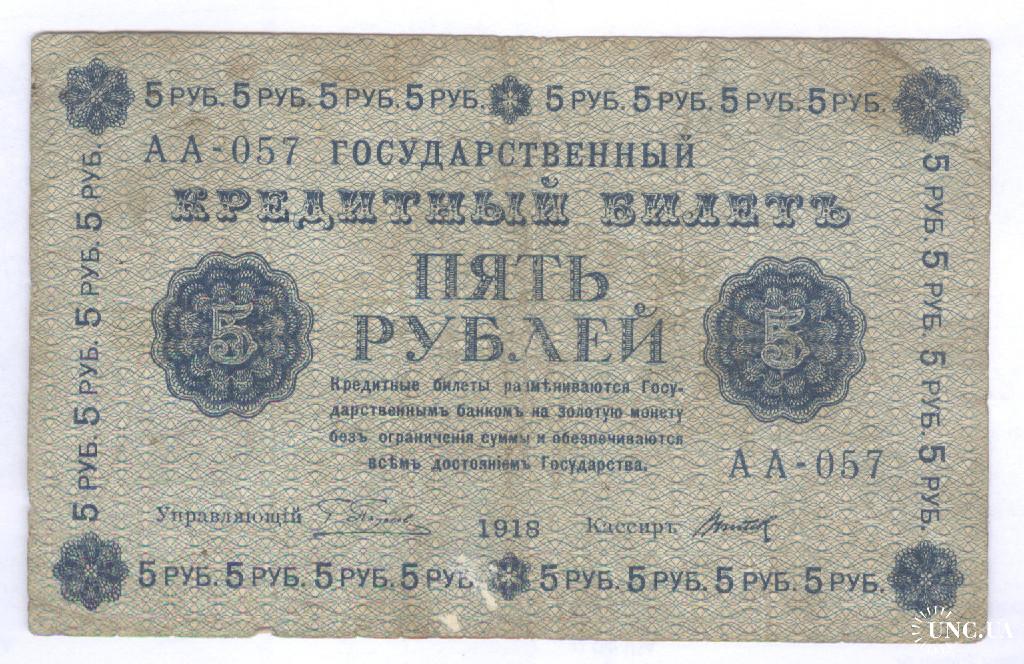 5 РУБ. 5 РУБ. 5 РУБ. 5 РУБ. 5 РУБ. 5 РУБ. 5 РУБ. 5 РУБ.
АА-057 ГОСУДАРСТВЕННЫЙ
КРЕДИТНЫЙ БИЛЕТЪ
ПЯТЬ
РУБЛЕЙ
5
5
Кредитные билеты размѣниваются Госу-
дарственнымъ банкомъ на золотую монету
безъ ограниченія суммы и обезпечиваются
всѣмъ достояніемъ Государства.
АА-057
Управляющій
1918
Кассиръ
5 РУБ. 5 РУБ. 5 РУБ. 5 РУБ. 5 РУБ. 5 РУБ. 5 РУБ. 5 РУБ.
5 РУБ. 5 РУБ. 5 РУБ. 5 РУБ.
5 РУБ. 5 РУБ. 5 РУБ. 5 РУБ.
UNC.UA